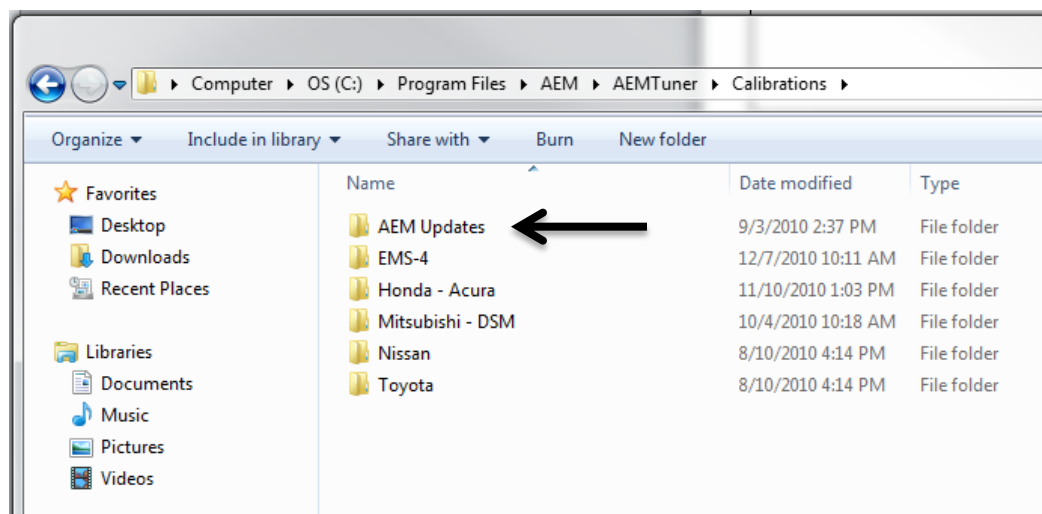 Computer OS (C:) Program Files AEM AEMTuner Calibrations
Organize Include in library Share with Burn New folder
Favorites
Desktop
Downloads
Recent Places
Libraries
Documents
Music
Pictures
Videos
Name Date modified Type
AEM Updates 9/3/2010 2:37 PM File folder
EMS-4 12/7/2010 10:11 AM File folder
Honda - Acura 11/10/2010 1:03 PM File folder
Mitsubishi - DSM 10/4/2010 10:18 AM File folder
Nissan 8/10/2010 4:14 PM File folder
Toyota 8/10/2010 4:14 PM File folder